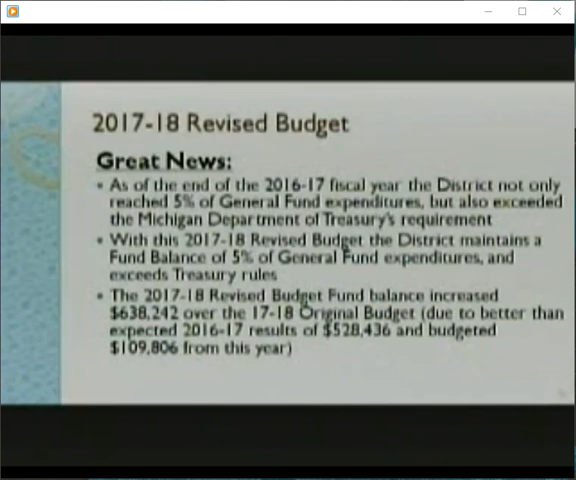 2017-18 Revised Budget
Great News:
• As of the end of the 2016-17 fiscal year the District not only
reached 5% of General Fund expenditures, but also exceeded
the Michigan Department of Treasury's requirement
• With this 2017-18 Revised Budget the District maintains a
Fund Balance of 5% of General Fund expenditures, and
exceeds Treasury rules
• The 2017-18 Revised Budget Fund balance increased
$638,242 over the 17-18 Original Budget (due to better than
expected 2016-17 results of $528,436 and budgeted
$109,806 from this year)